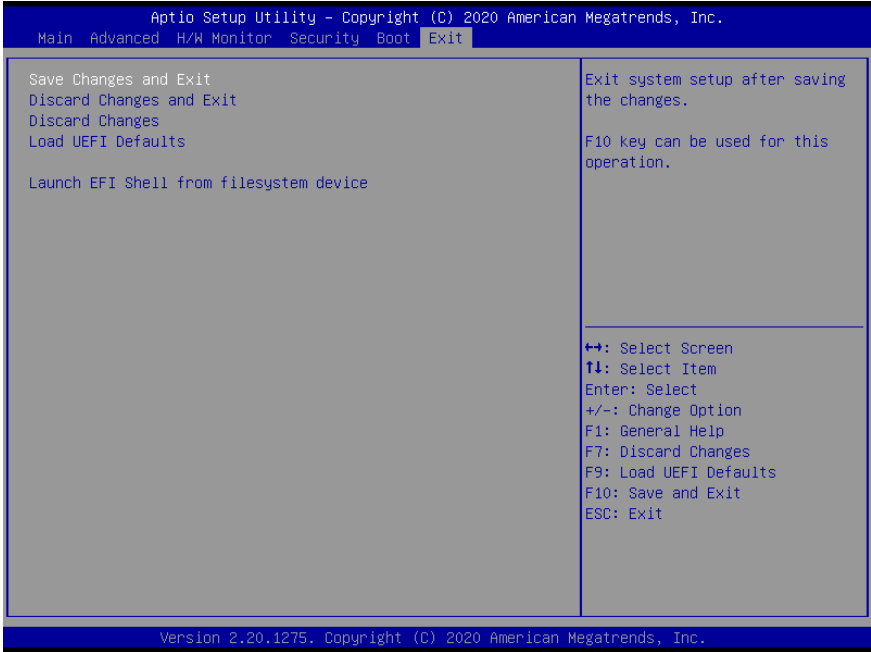 Aptio Setup Utility – Copyright (C) 2020 American Megatrends, Inc.
Main Advanced H/W Monitor Security Boot Exit
Save Changes and Exit
Discard Changes and Exit
Discard Changes
Load UEFI Defaults
Launch EFI Shell from filesystem device
Exit system setup after saving
the changes.
F10 key can be used for this
operation.
↔: Select Screen
↑↓: Select Item
Enter: Select
+/-: Change Option
F1: General Help
F7: Discard Changes
F9: Load UEFI Defaults
F10: Save and Exit
ESC: Exit
Version 2.20.1275. Copyright (C) 2020 American Megatrends, Inc.